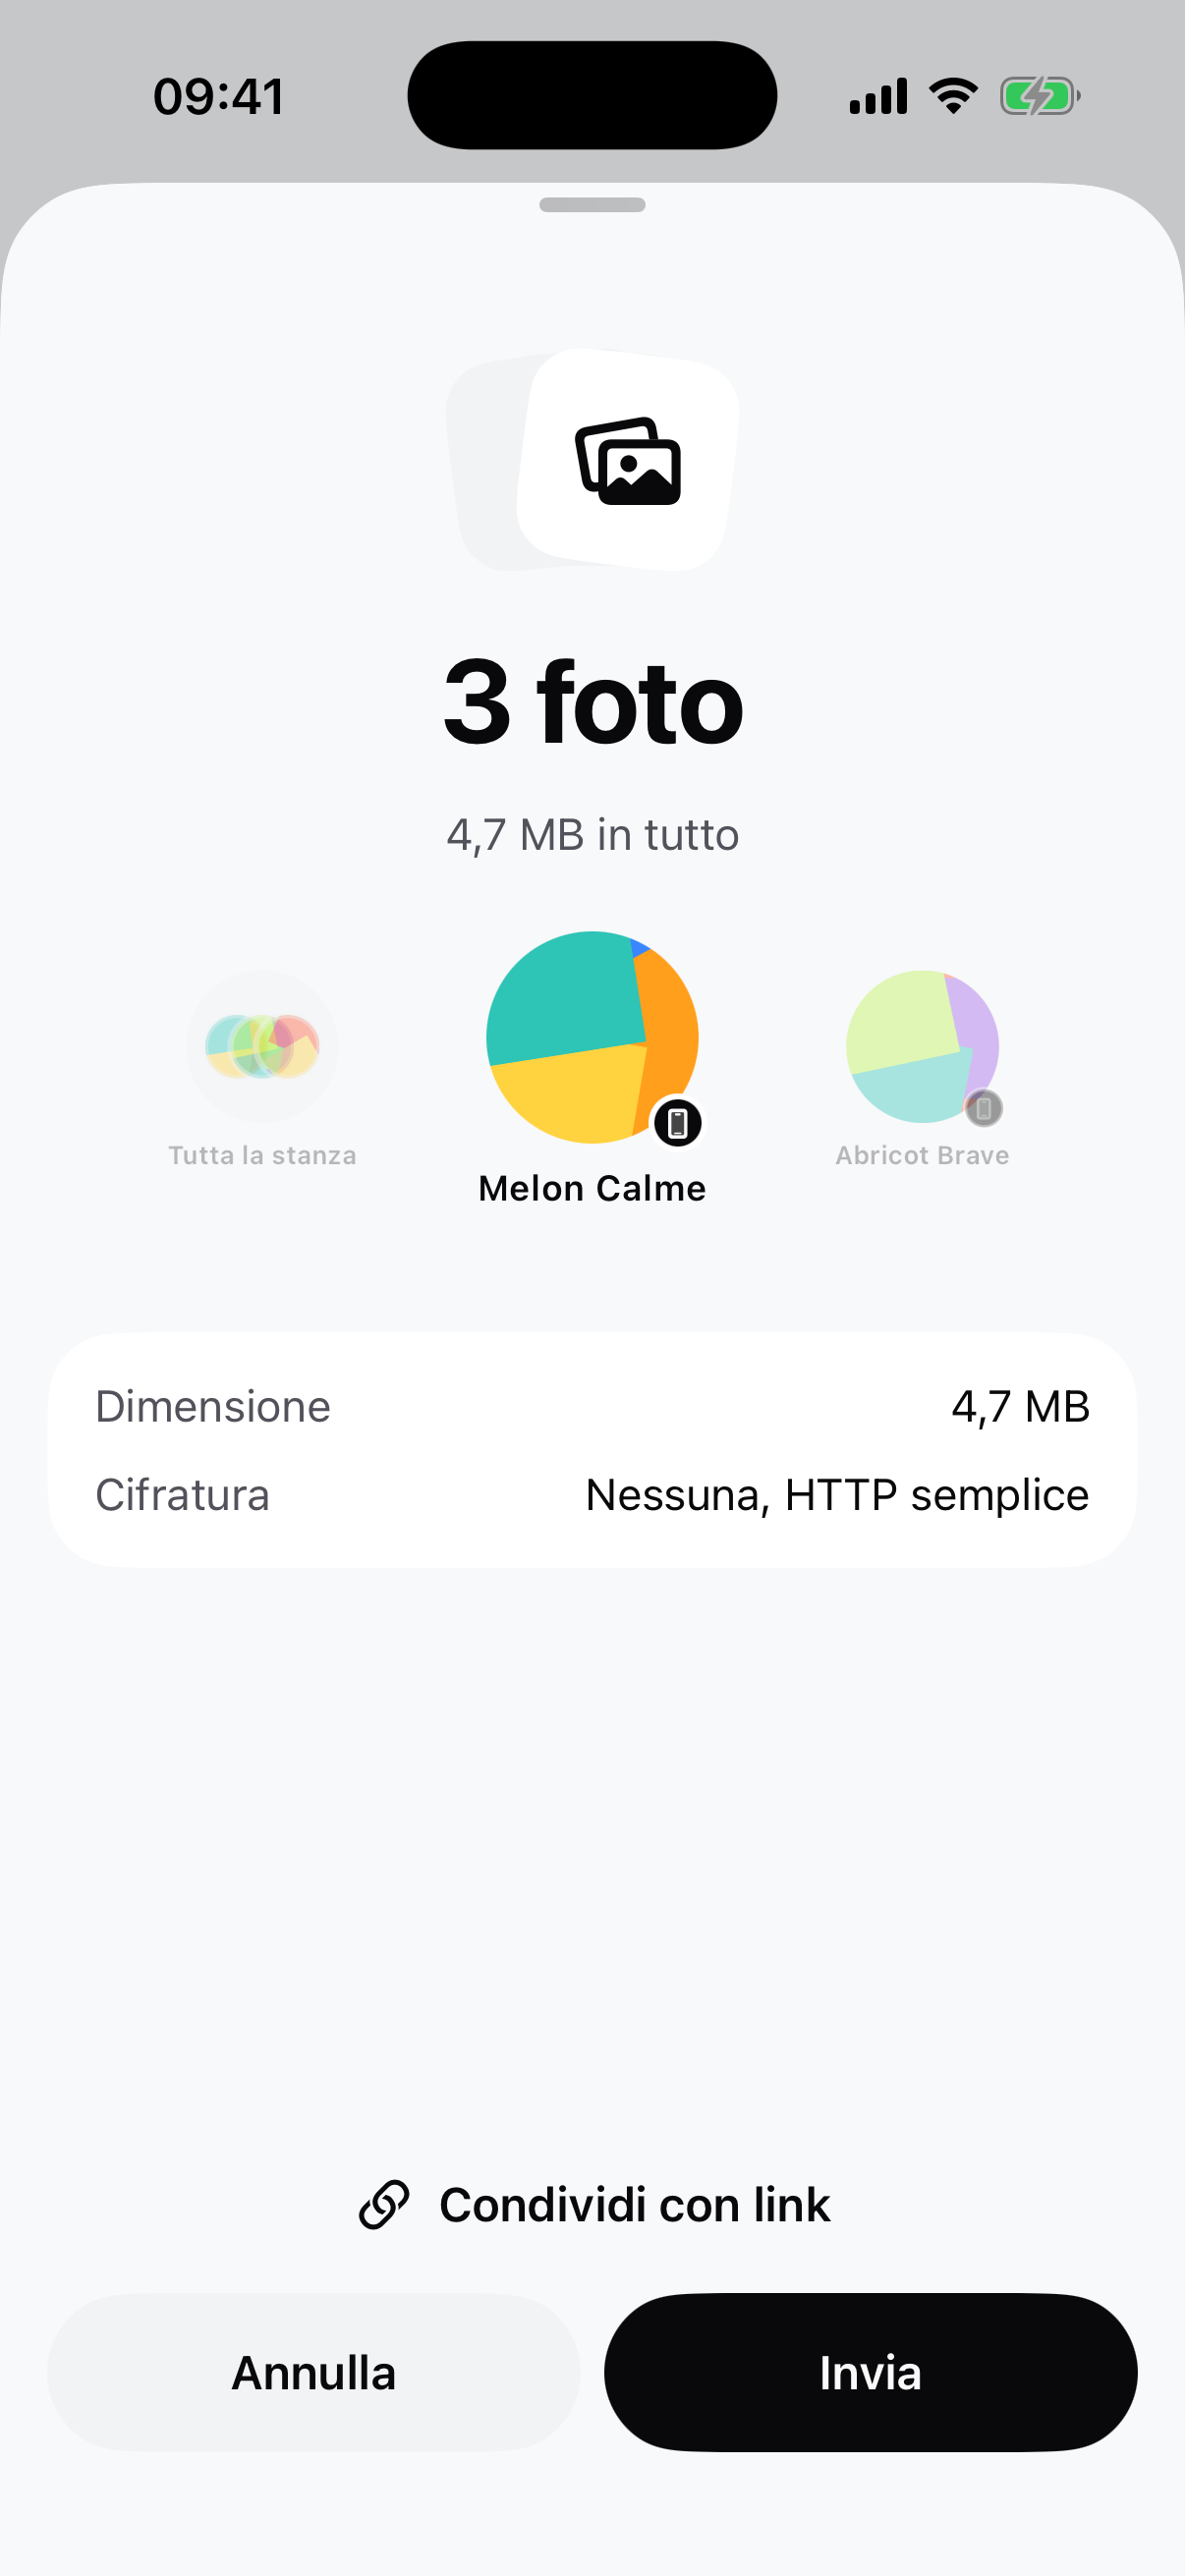 09:41
3 foto
4,7 MB in tutto
Tutta la stanza
Melon Calme
Abricot Brave
Dimensione 4,7 MB
Cifratura Nessuna, HTTP semplice
Condividi con link
Annulla Invia